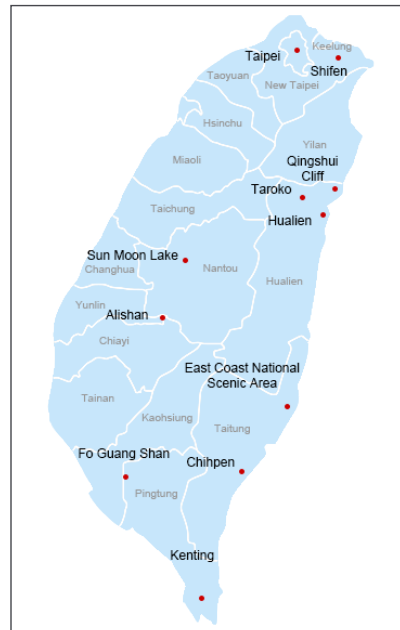 Keelung
Taipei
Shifen
Taoyuan
New Taipei
Hsinchu
Yilan
Miaoli
Qingshui
Cliff
Taroko
Taichung
Hualien
Sun Moon Lake
Changhua
Nantou
Hualien
Yunlin
Alishan
Chiayi
East Coast National
Scenic Area
Tainan
Kaohsiung
Taitung
Fo Guang Shan
Chihpen
Pingtung
Kenting